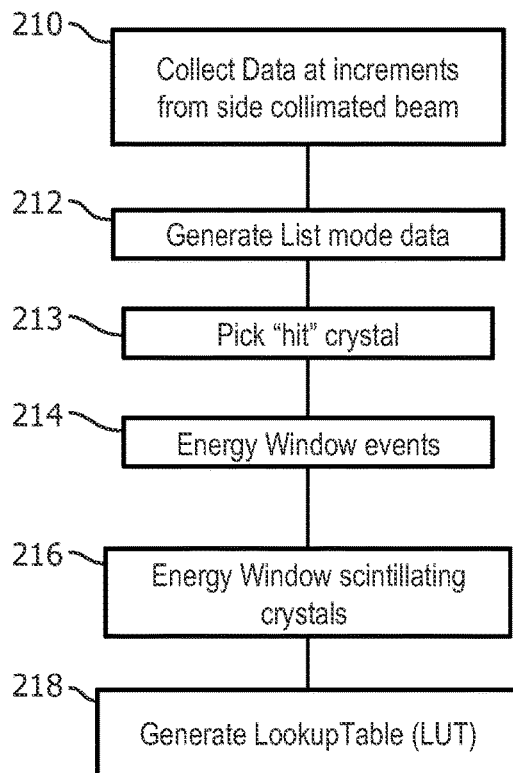 210
Collect Data at increments
from side collimated beam
212
Generate List mode data
213
Pick “hit” crystal
214
Energy Window events
216
Energy Window scintillating
crystals
218
Generate LookupTable (LUT)